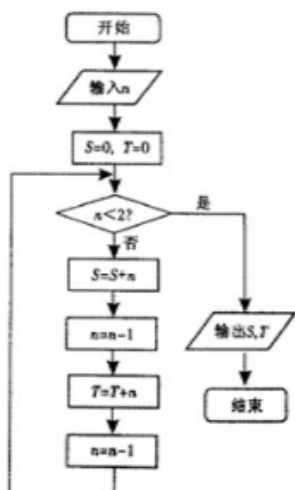 开始
输入n
S=0, T=0
n<2?
是
否
S=S+n
n=n-1
T=T+n
n=n-1
输出S,T
结束